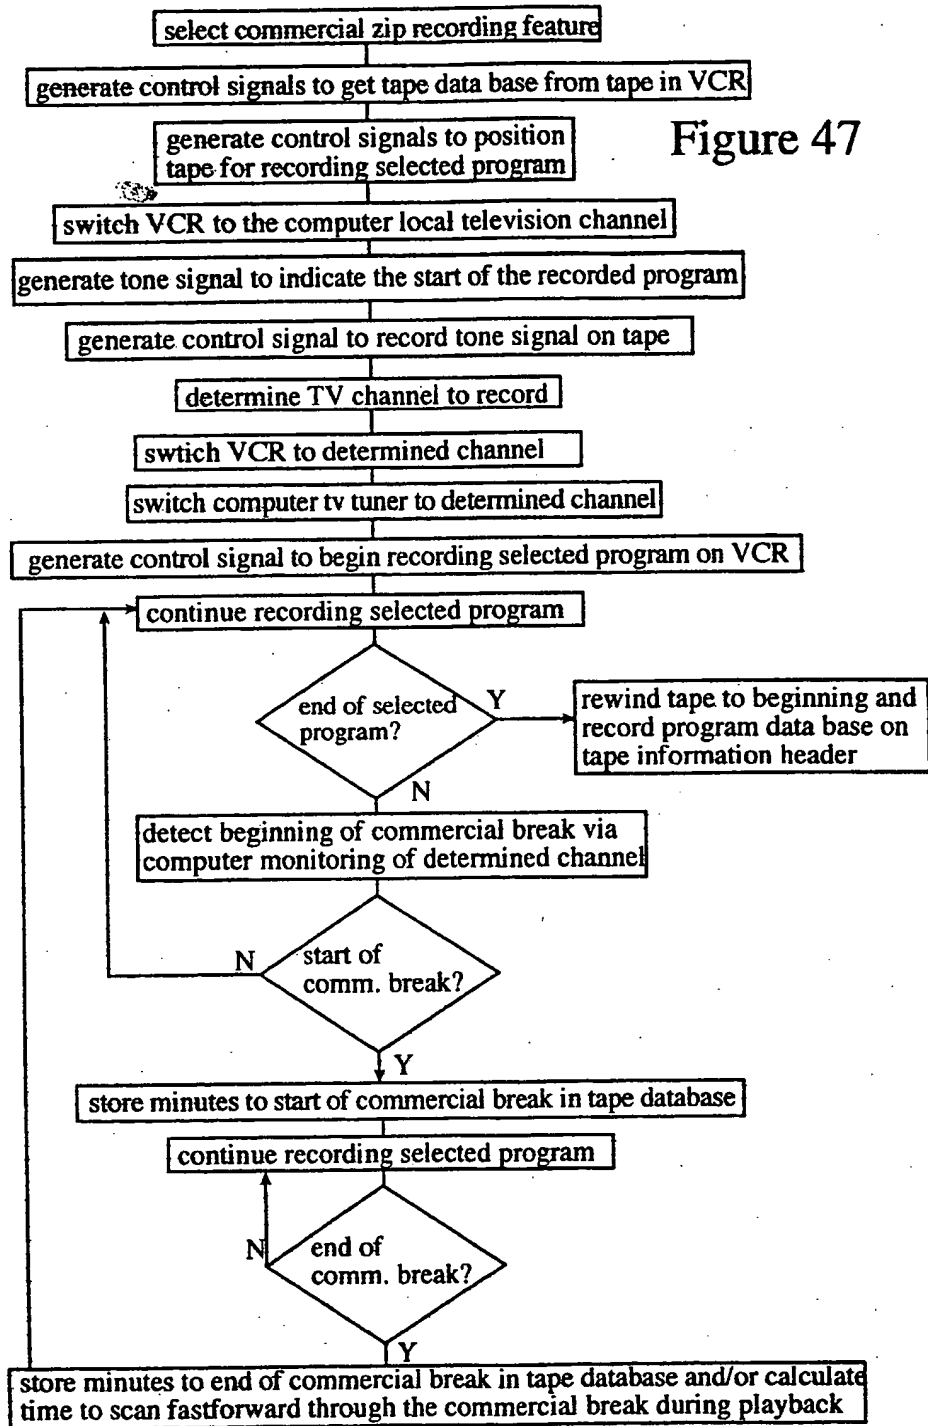 select commercial zip recording feature
generate control signals to get tape data base from tape in VCR
Figure 47
generate control signals to position
tape for recording selected program
switch VCR to the computer local television channel
generate tone signal to indicate the start of the recorded program
generate control signal to record tone signal on tape
determine TV channel to record
swtich VCR to determined channel
switch computer tv tuner to determined channel
generate control signal to begin recording selected program on VCR
continue recording selected program
end of selected
program?
Y
rewind tape to beginning and
record program data base on
tape information header
N
detect beginning of commercial break via
computer monitoring of determined channel
N
start of
comm. break?
Y
store minutes to start of commercial break in tape database
continue recording selected program
N
end of
comm. break?
Y
store minutes to end of commercial break in tape database and/or calculate
time to scan fastforward through the commercial break during playback